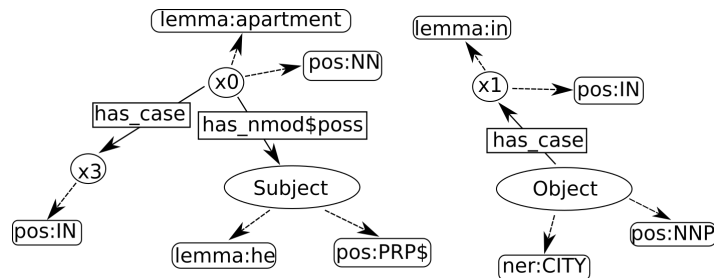 lemma:apartment
x0
pos:NN
has_case
has_nmod$poss
x3
Subject
pos:IN
lemma:he
pos:PRP$
lemma:in
x1
pos:IN
has_case
Object
pos:NNP
ner:CITY